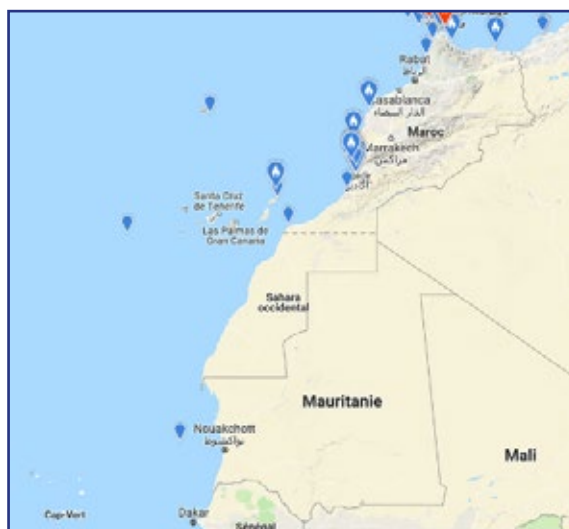 Rabat
الرباط
Casablanca
الدار البيضاء
Maroc
Marrakech
مراكش
Santa Cruz
de Tenerife
Las Palmas de
Gran Canaria
Sahara
occidental
Mauritanie
Nouakchott
نواكشوط
Mali
Cap-Vert
Dakar
Sénégal